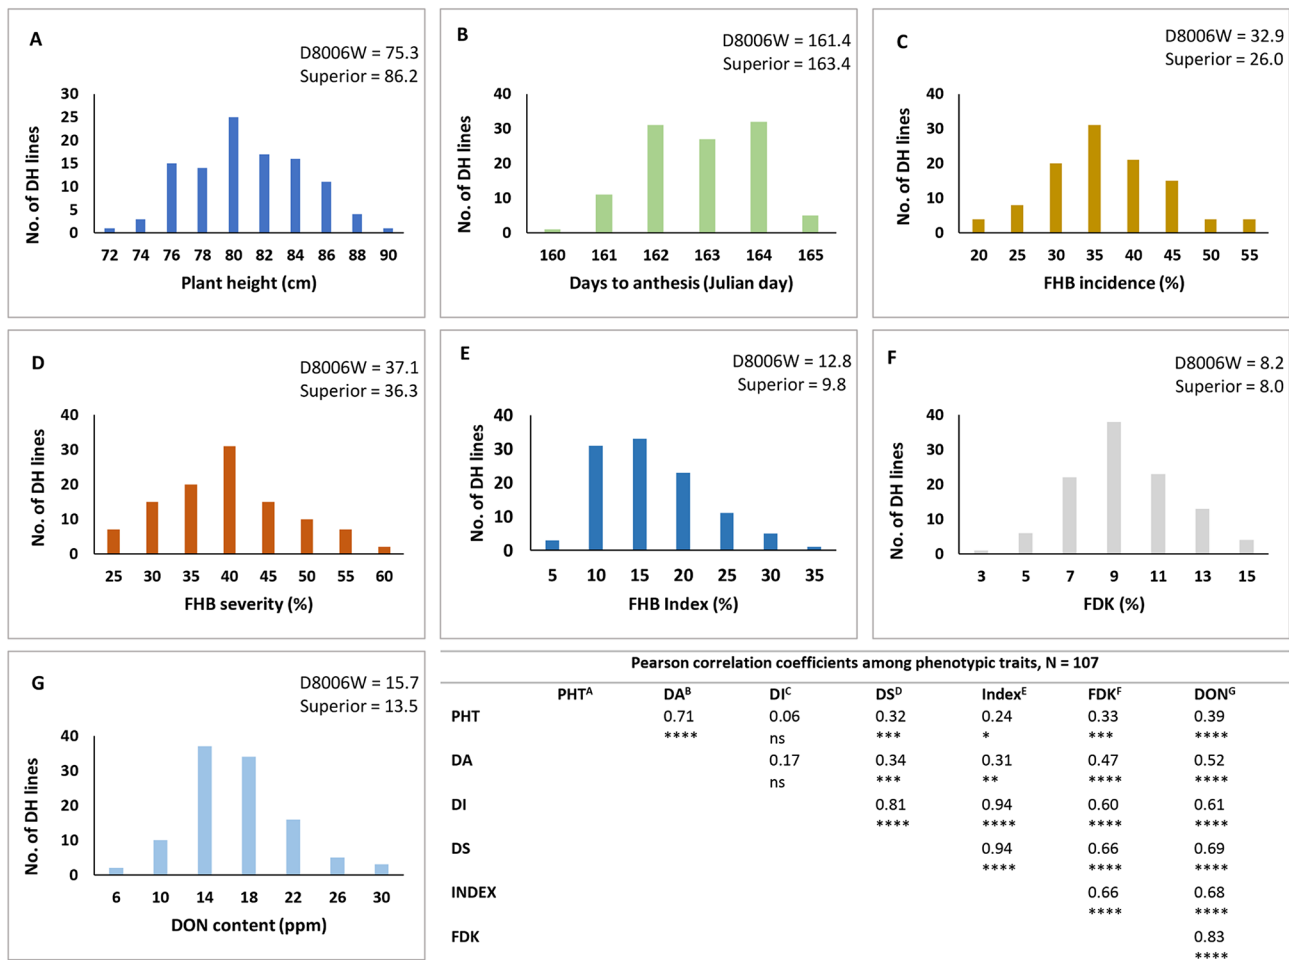 A
D8006W = 75.3
Superior = 86.2
No. of DH lines
30
25
20
15
10
5
0
72 74 76 78 80 82 84 86 88 90
Plant height (cm)
B
D8006W = 161.4
Superior = 163.4
No. of DH lines
40
30
20
10
0
160 161 162 163 164 165
Days to anthesis (Julian day)
C
D8006W = 32.9
Superior = 26.0
No. of DH lines
40
30
20
10
0
20 25 30 35 40 45 50 55
FHB incidence (%)
D
D8006W = 37.1
Superior = 36.3
No. of DH lines
40
30
20
10
0
25 30 35 40 45 50 55 60
FHB severity (%)
E
D8006W = 12.8
Superior = 9.8
No. of DH lines
40
30
20
10
0
5 10 15 20 25 30 35
FHB Index (%)
F
D8006W = 8.2
Superior = 8.0
No. of DH lines
40
30
20
10
0
3 5 7 9 11 13 15
FDK (%)
G
D8006W = 15.7
Superior = 13.5
No. of DH lines
40
30
20
10
0
6 10 14 18 22 26 30
DON content (ppm)
Pearson correlation coefficients among phenotypic traits, N = 107
PHTᴬ DAᴮ DIᶜ DSᴰ Indexᴱ FDKᶠ DONᴳ
PHT 0.71 0.06 0.32 0.24 0.33 0.39
**** ns *** * *** ****
DA 0.17 0.34 0.31 0.47 0.52
ns *** ** **** ****
DI 0.81 0.94 0.60 0.61
**** **** **** ****
DS 0.94 0.66 0.69
**** **** ****
INDEX 0.66 0.68
**** ****
FDK 0.83
****